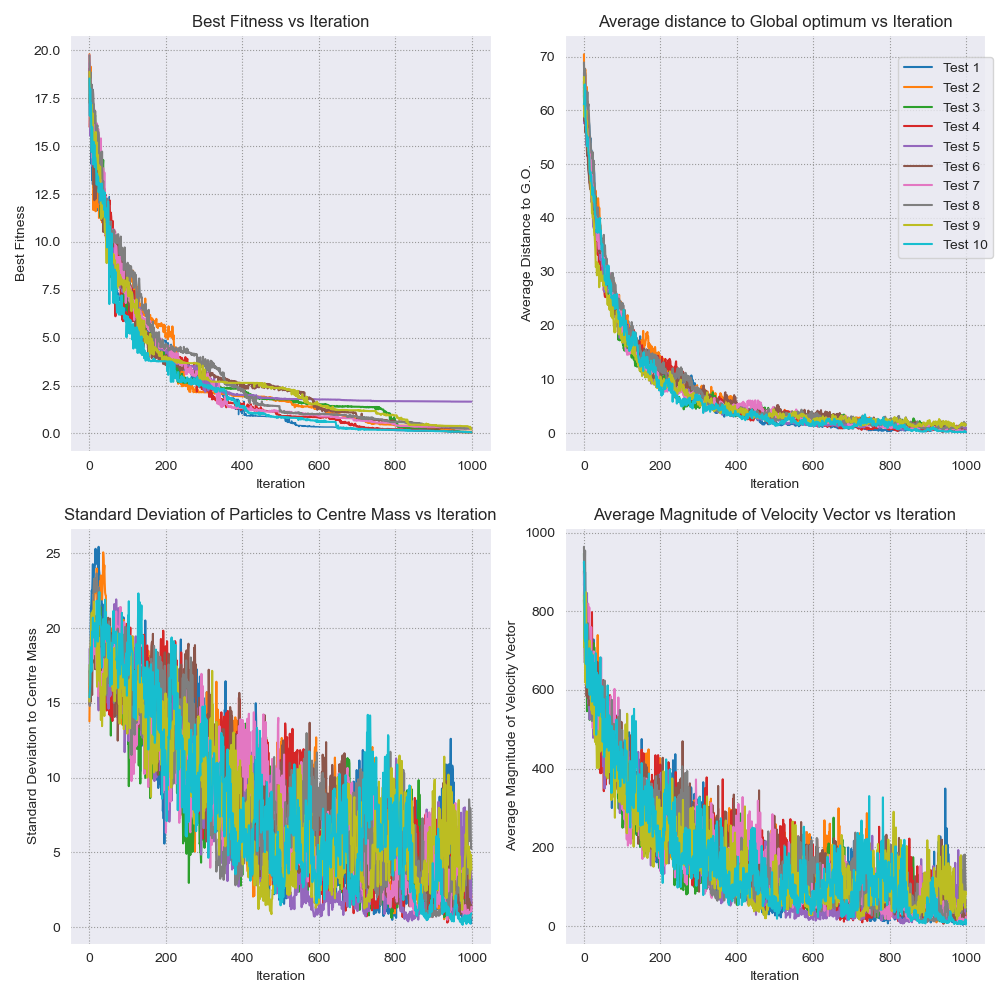 Best Fitness vs Iteration
Best Fitness
20.0
17.5
15.0
12.5
10.0
7.5
5.0
2.5
0.0
0 200 400 600 800 1000
Iteration
Average distance to Global optimum vs Iteration
Average Distance to G.O.
70
60
50
40
30
20
10
0
0 200 400 600 800 1000
Iteration
Test 1
Test 2
Test 3
Test 4
Test 5
Test 6
Test 7
Test 8
Test 9
Test 10
Standard Deviation of Particles to Centre Mass vs Iteration
Standard Deviation to Centre Mass
25
20
15
10
5
0
0 200 400 600 800 1000
Iteration
Average Magnitude of Velocity Vector vs Iteration
Average Magnitude of Velocity Vector
1000
800
600
400
200
0
0 200 400 600 800 1000
Iteration